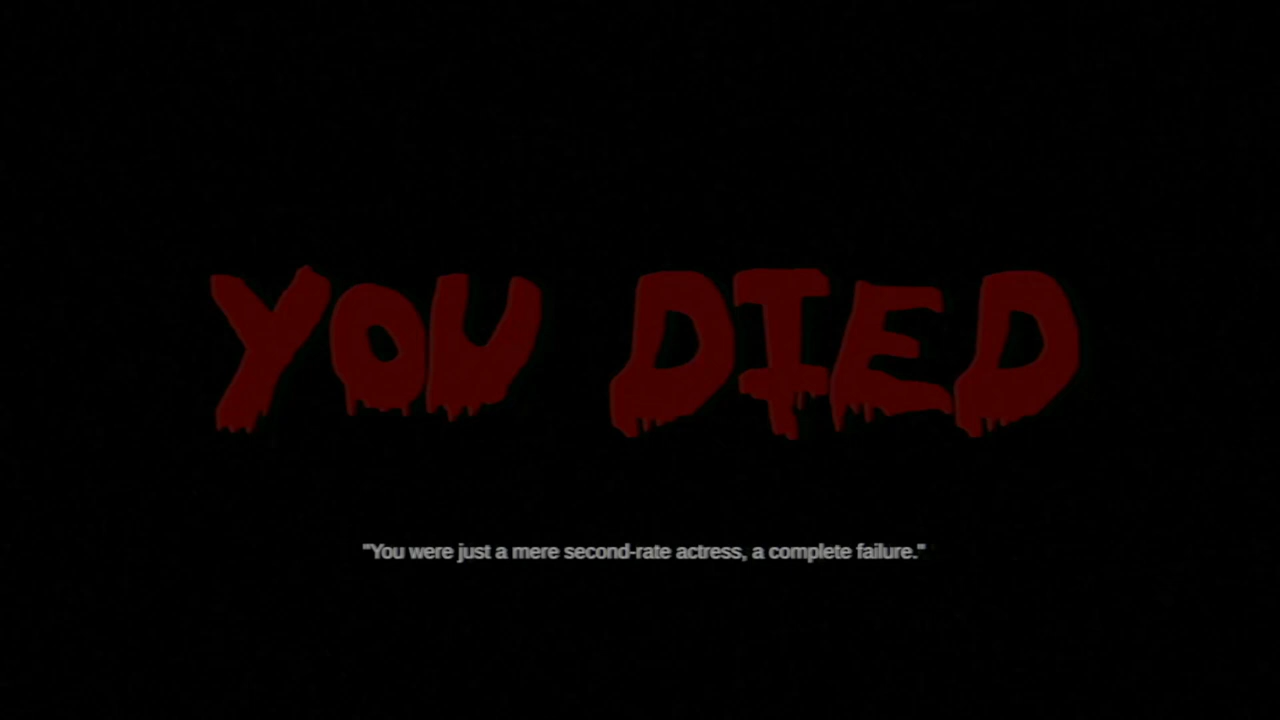 YOU DIED
"You were just a mere second-rate actress, a complete failure."